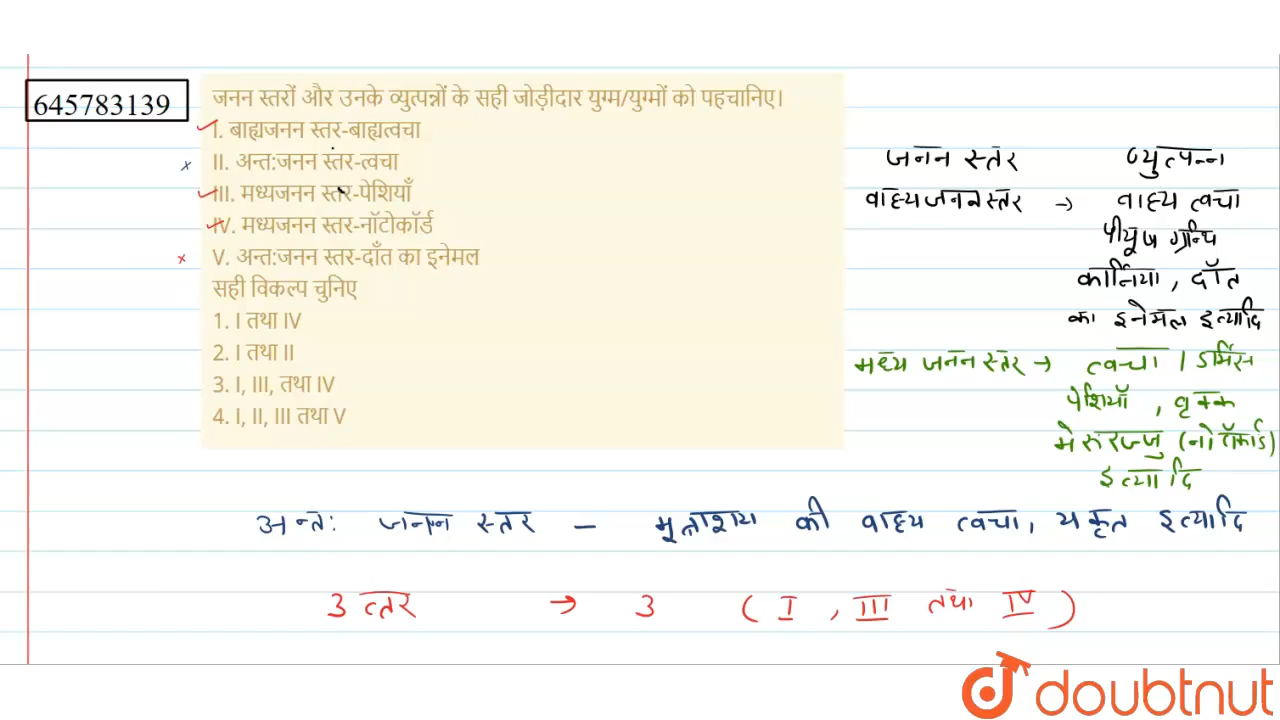 645783139
जनन स्तरों और उनके व्युत्पन्नों के सही जोड़ीदार युग्म/युग्मों को पहचानिए।
I. बाह्यजनन स्तर-बाह्यत्वचा
II. अन्त:जनन स्तर-त्वचा
III. मध्यजनन स्तर-पेशियाँ
IV. मध्यजनन स्तर-नॉटोकॉर्ड
V. अन्त:जनन स्तर-दाँत का इनेमल
सही विकल्प चुनिए
1. I तथा IV
2. I तथा II
3. I, III, तथा IV
4. I, II, III तथा V
जनन स्तर व्युत्पन्न
वाह्यजननस्तर → वाह्य त्वचा
पीयूष ग्रन्थि
कॉर्निया, दाँत
का इनेमल इत्यादि
मध्य जननस्तर → त्वचा । डर्मिस
पेशियाँ, वृक्क
मेरुरज्जु (नोटॉकार्ड)
इत्यादि
अन्तः जनन स्तर - मूत्राशय की वाह्य त्वचा, यकृत इत्यादि
उत्तर → 3 (I, III तथा IV)
doubtnut